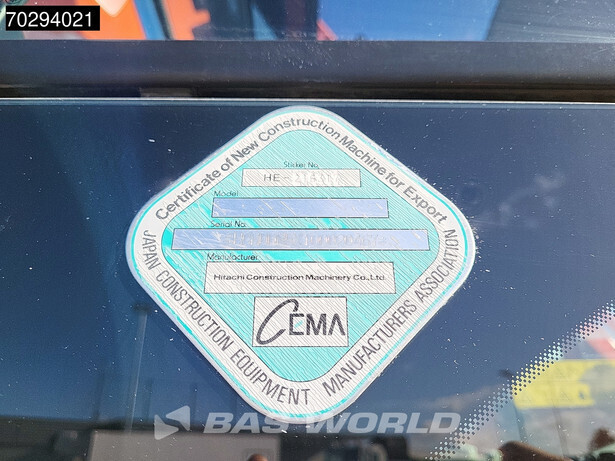 70294021
Certificate of New Construction Machine for Export
Sticker No.
HE -
Model
Serial No.
Manufacturer
Hitachi Construction Machinery Co., Ltd.
CEMA
JAPAN CONSTRUCTION EQUIPMENT MANUFACTURERS ASSOCIATION
BAS WORLD